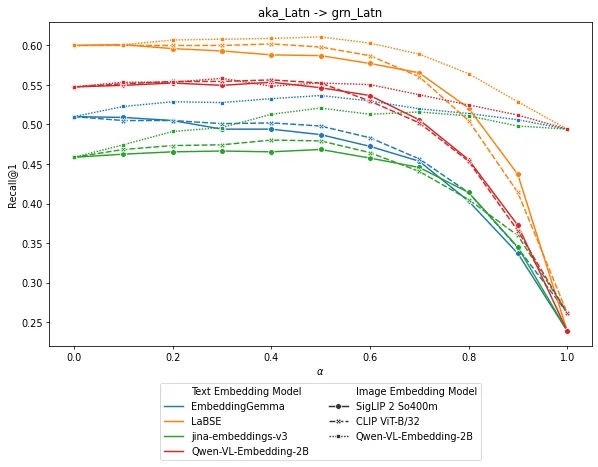 aka_Latn -> grn_Latn
Recall@1
0.60
0.55
0.50
0.45
0.40
0.35
0.30
0.25
0.0
0.2
0.4
0.6
0.8
1.0
α
Text Embedding Model
EmbeddingGemma
LaBSE
jina-embeddings-v3
Qwen-VL-Embedding-2B
Image Embedding Model
SigLIP 2 So400m
CLIP ViT-B/32
Qwen-VL-Embedding-2B